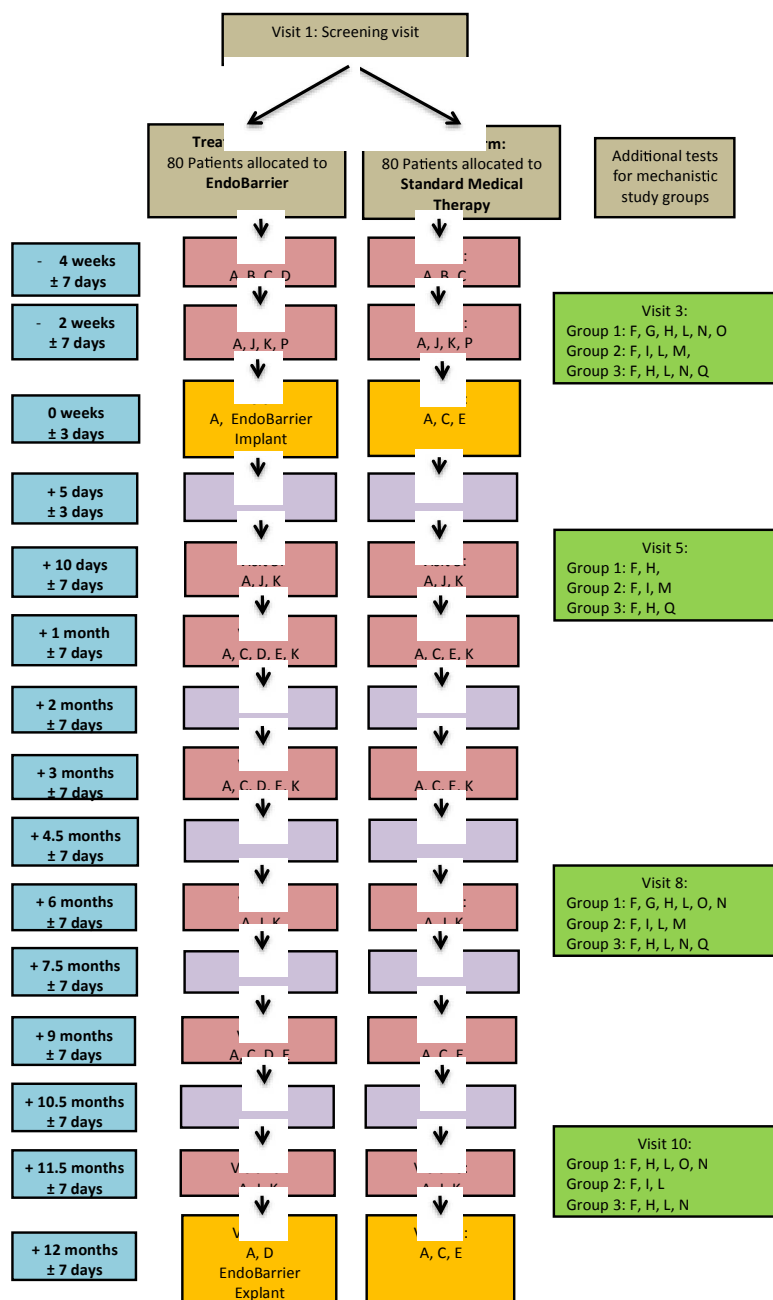 Visit 1: Screening visit
80 Patients allocated to
EndoBarrier
80 Patients allocated to
Standard Medical
Therapy
Additional tests
for mechanistic
study groups
- 4 weeks
± 7 days
A, B, C, D
A, B, C
- 2 weeks
± 7 days
A, J, K, P
A, J, K, P
Visit 3:
Group 1: F, G, H, L, N, O
Group 2: F, I, L, M,
Group 3: F, H, L, N, Q
0 weeks
± 3 days
A, EndoBarrier
Implant
A, C, E
+ 5 days
± 3 days
+ 10 days
± 7 days
A, J, K
A, J, K
Visit 5:
Group 1: F, H,
Group 2: F, I, M
Group 3: F, H, Q
+ 1 month
± 7 days
A, C, D, E, K
A, C, E, K
+ 2 months
± 7 days
+ 3 months
± 7 days
A, C, D, E, K
A, C, E, K
+ 4.5 months
± 7 days
+ 6 months
± 7 days
A, J, K
A, J, K
Visit 8:
Group 1: F, G, H, L, O, N
Group 2: F, I, L, M
Group 3: F, H, L, N, Q
+ 7.5 months
± 7 days
+ 9 months
± 7 days
A, C, D, E
A, C, E
+ 10.5 months
± 7 days
+ 11.5 months
± 7 days
A, J, K
A, J, K
Visit 10:
Group 1: F, H, L, O, N
Group 2: F, I, L
Group 3: F, H, L, N
+ 12 months
± 7 days
A, D
EndoBarrier
Explant
A, C, E